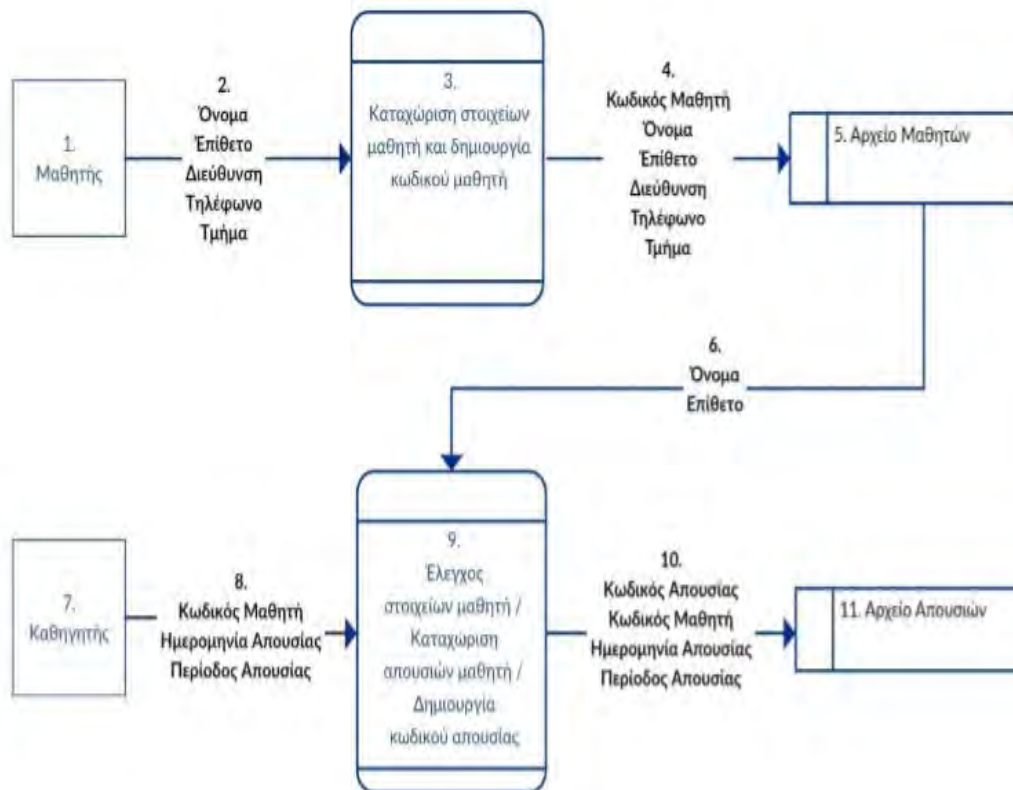 1.
Μαθητής
2.
Όνομα
Έπίθετο
Διεύθυνση
Τηλέφωνο
Τμήμα
3.
Καταχώριση στοιχείων
μαθητή και δημιουργία
κωδικού μαθητή
4.
Κωδικός Μαθητή
Όνομα
Έπίθετο
Διεύθυνση
Τηλέφωνο
Τμήμα
5. Αρχείο Μαθητών
6.
Όνομα
Επίθετο
7.
Καθηγητής
8.
Κωδικός Μαθητή
Ημερομηνία Απουσίας
Περίοδος Απουσίας
9.
Έλεγχος
στοιχείων μαθητή /
Καταχώριση
απουσιών μαθητή /
Δημιουργία
κωδικού απουσίας
10.
Κωδικός Απουσίας
Κωδικός Μαθητή
Ημερομηνία Απουσίας
Περίοδος Απουσίας
11. Αρχείο Απουσιών